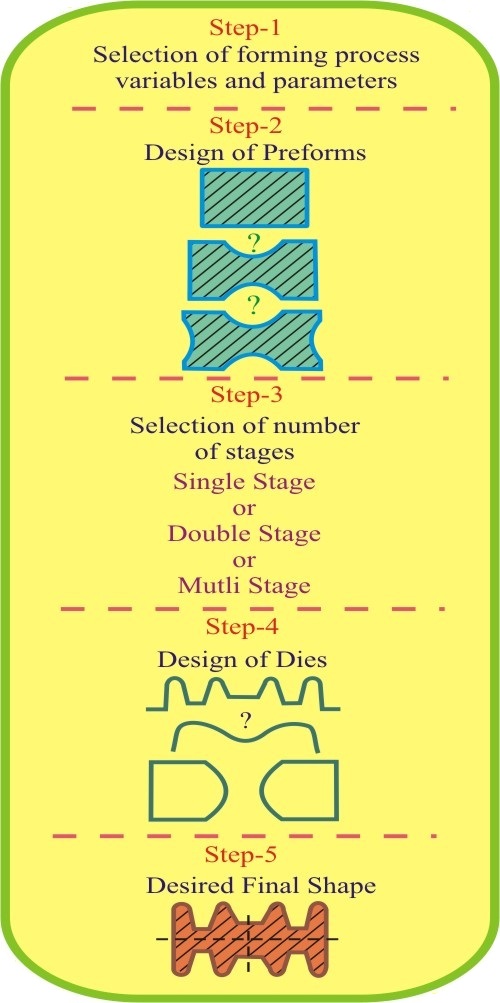 Step-1
Selection of forming process
variables and parameters
Step-2
Design of Preforms
?
?
Step-3
Selection of number
of stages
Single Stage
or
Double Stage
or
Mutli Stage
Step-4
Design of Dies
?
Step-5
Desired Final Shape